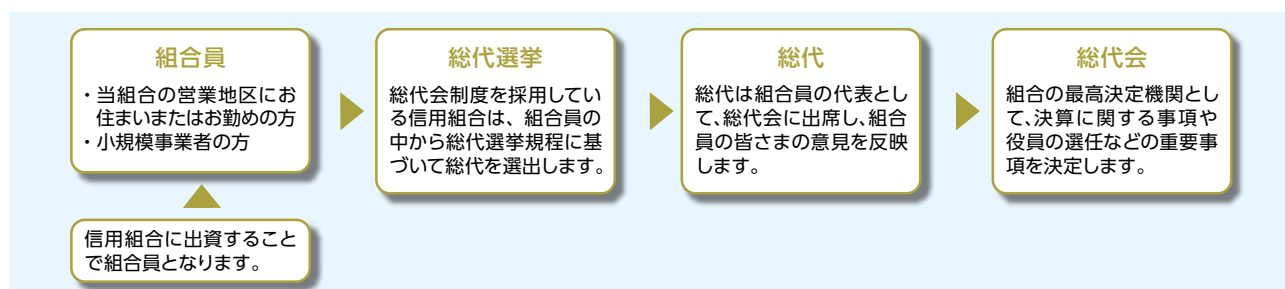 組合員
・当組合の営業地区にお
住まいまたはお勤めの方
・小規模事業者の方
信用組合に出資すること
で組合員となります。
総代選挙
総代会制度を採用してい
る信用組合は、組合員の
中から総代選挙規程に基
づいて総代を選出します。
総代
総代は組合員の代表とし
て、総代会に出席し、組合
員の皆さまの意見を反映
します。
総代会
組合の最高決定機関とし
て、決算に関する事項や
役員の選任などの重要事
項を決定します。